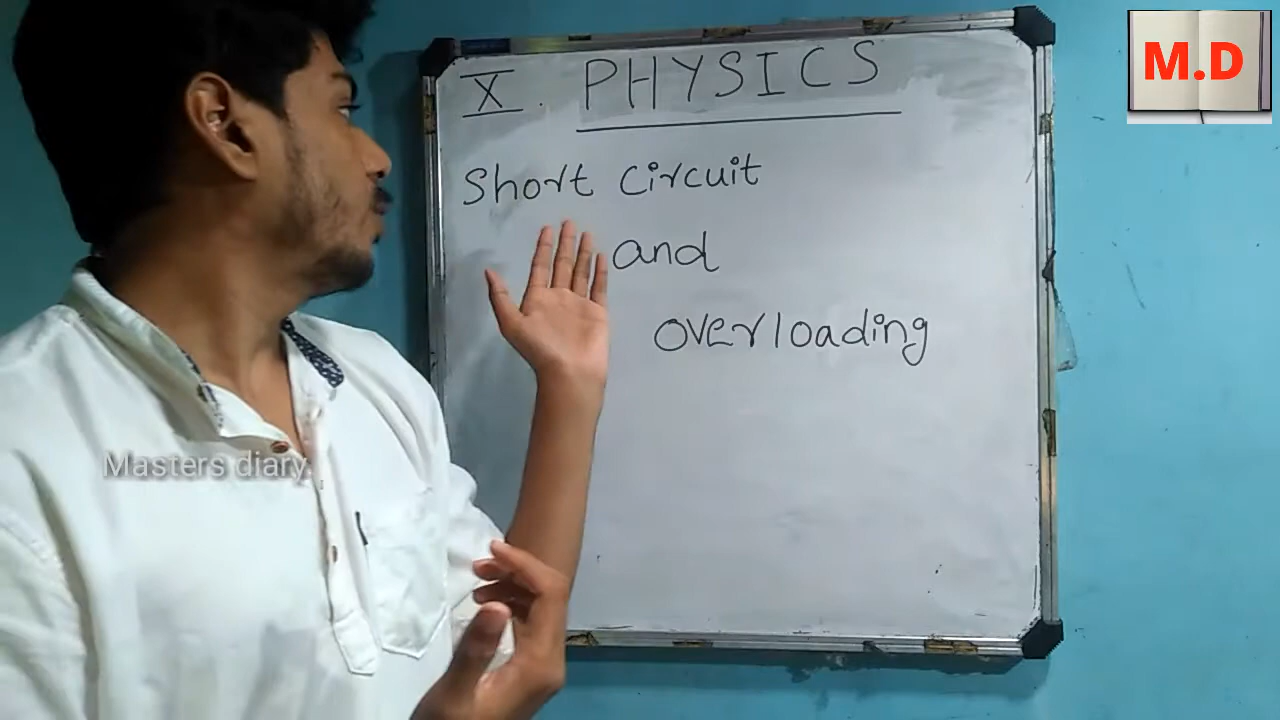 X. PHYSICS
Short Circuit
and
overloading
M.D
Masters diary